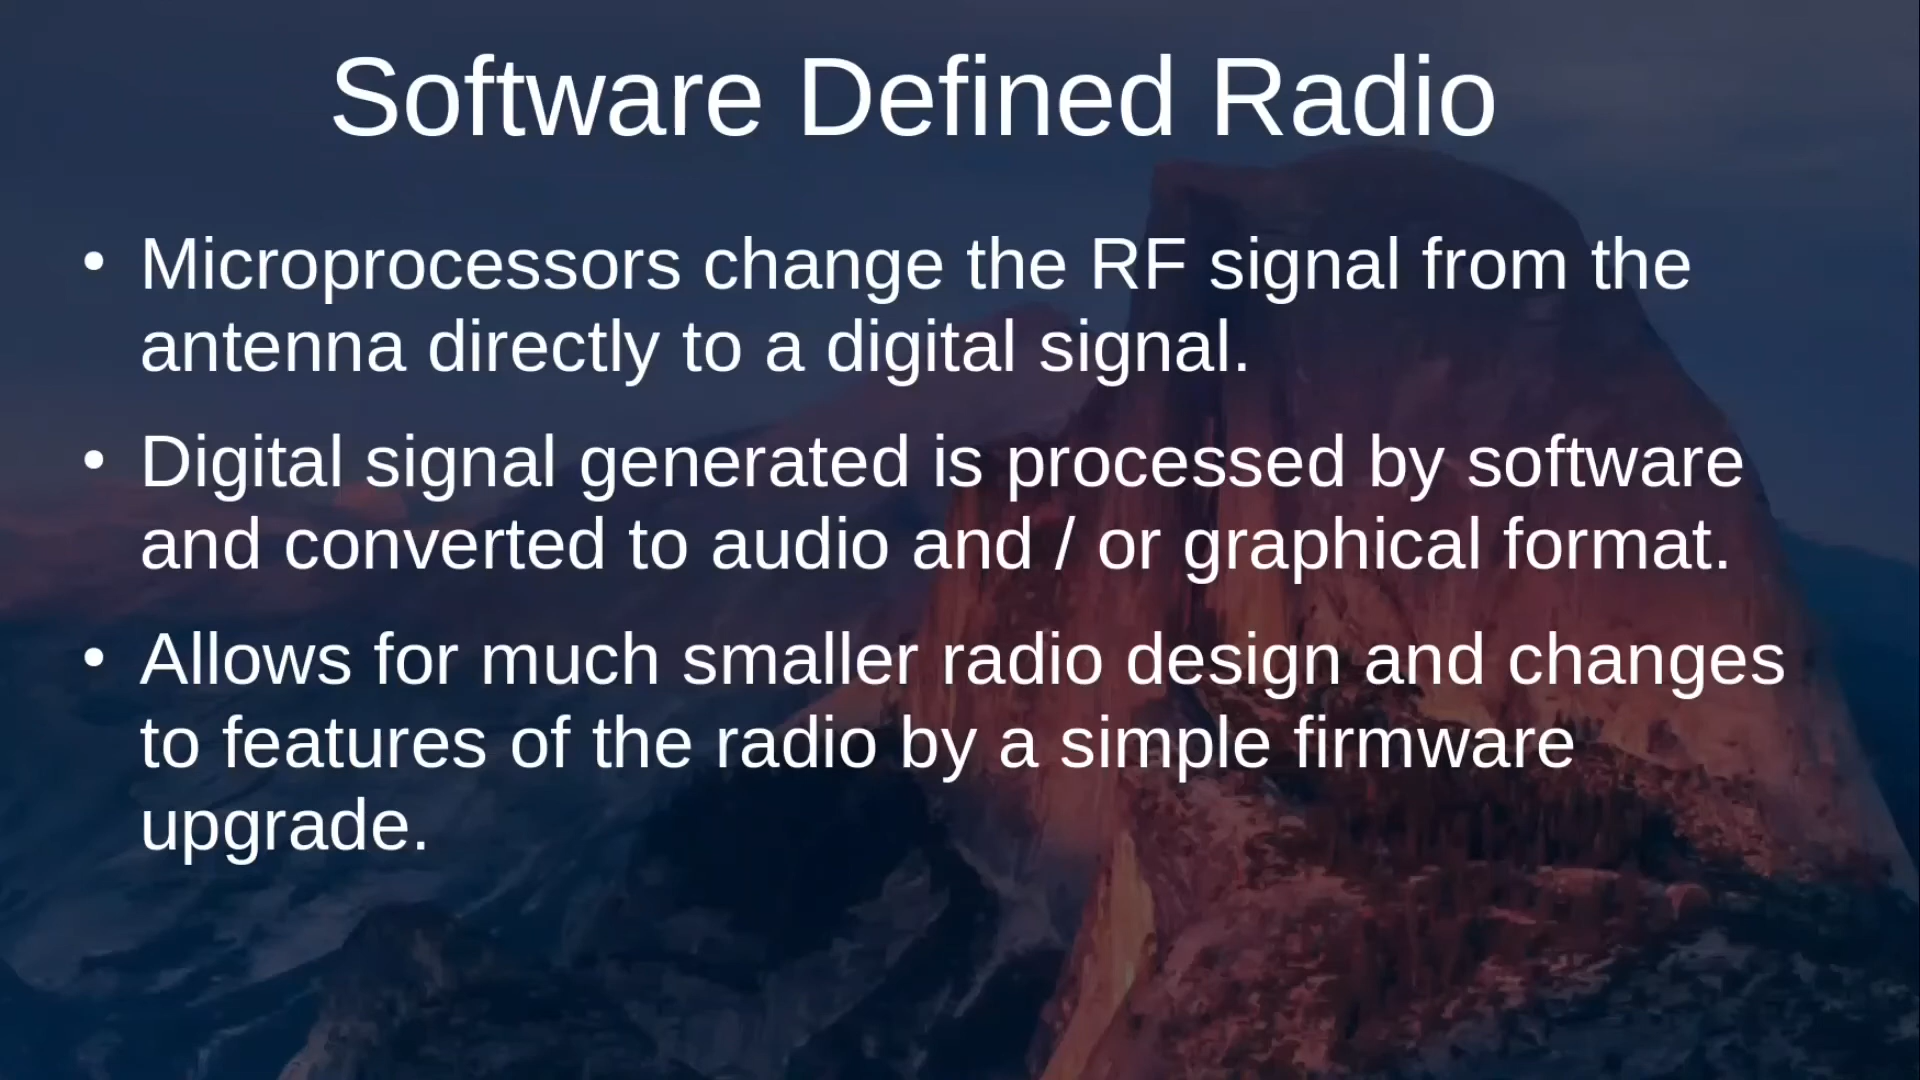 Software Defined Radio
• Microprocessors change the RF signal from the
antenna directly to a digital signal.
• Digital signal generated is processed by software
and converted to audio and / or graphical format.
• Allows for much smaller radio design and changes
to features of the radio by a simple firmware
upgrade.